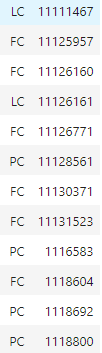 LC 11111467
FC 11125957
FC 11126160
LC 11126161
FC 11126771
PC 11128561
FC 11130371
FC 11131523
PC 1116583
FC 1118604
PC 1118692
PC 1118800